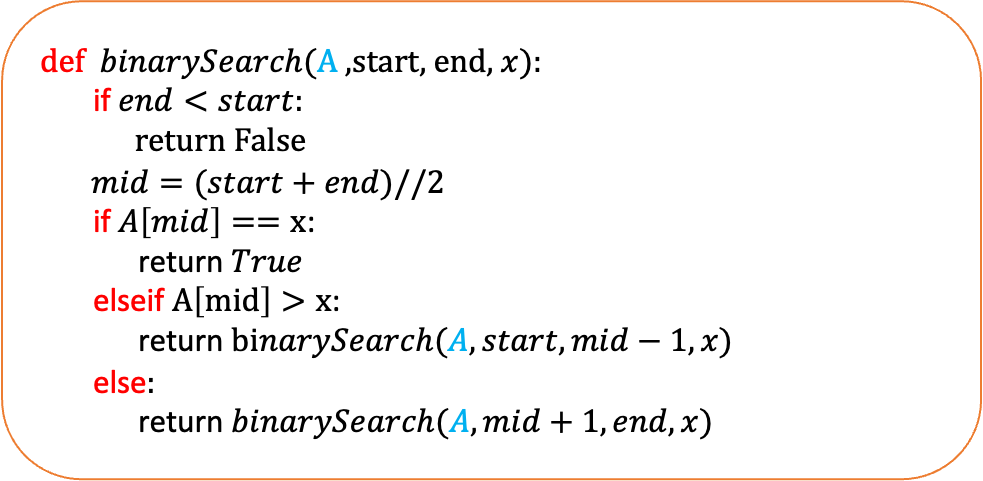 def binarySearch(A ,start, end, x):
if end < start:
return False
mid = (start + end)//2
if A[mid] == x:
return True
elseif A[mid] > x:
return binarySearch(A, start, mid − 1, x)
else:
return binarySearch(A, mid + 1, end, x)